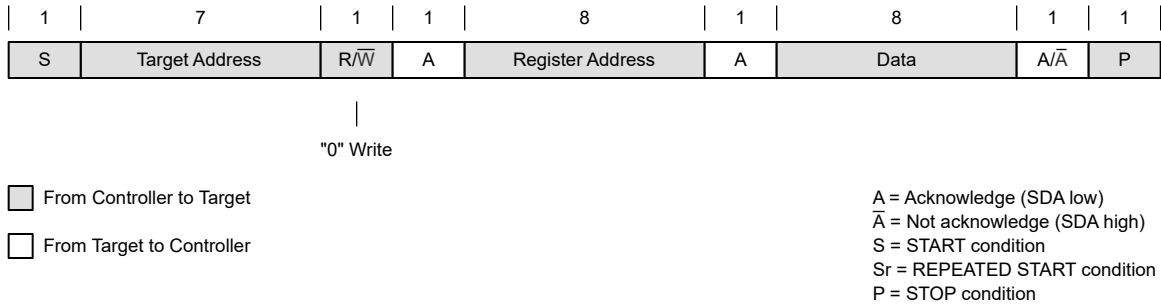 1 7 1 1 8 1 8 1 1
S Target Address R/W̅ A Register Address A Data A/A̅ P
"0" Write
From Controller to Target
From Target to Controller
A = Acknowledge (SDA low)
A̅ = Not acknowledge (SDA high)
S = START condition
Sr = REPEATED START condition
P = STOP condition